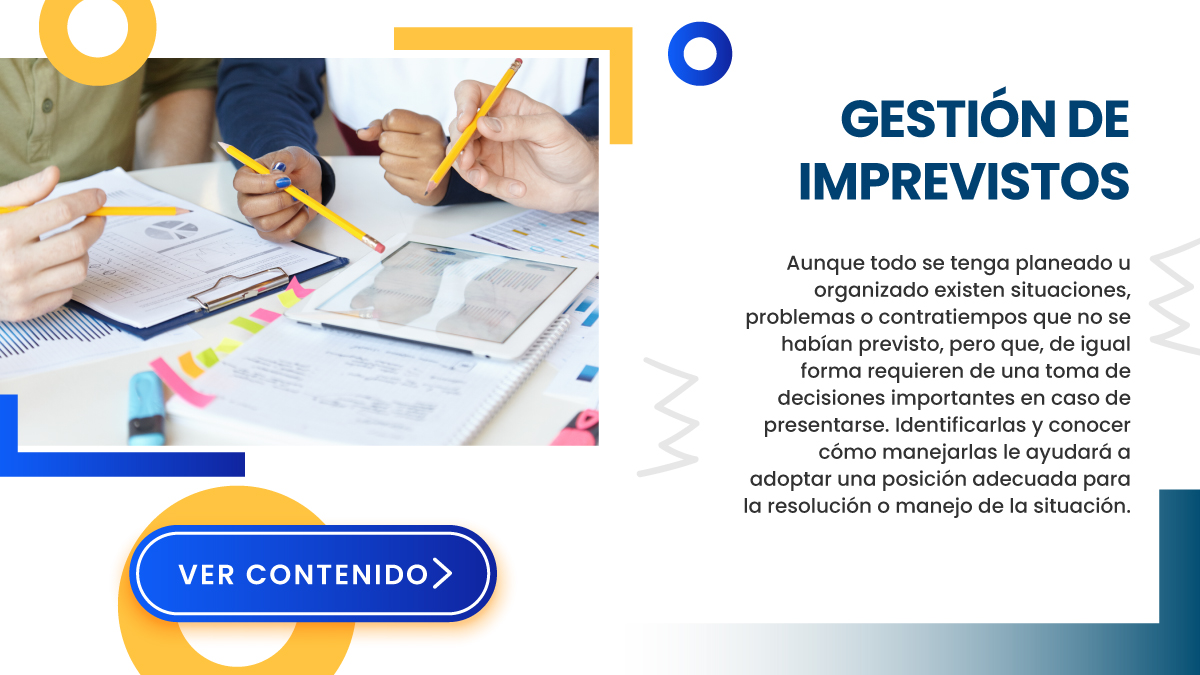 GESTIÓN DE
IMPREVISTOS
Aunque todo se tenga planeado u
organizado existen situaciones,
problemas o contratiempos que no se
habían previsto, pero que, de igual
forma requieren de una toma de
decisiones importantes en caso de
presentarse. Identificarlas y conocer
cómo manejarlas le ayudará a
adoptar una posición adecuada para
la resolución o manejo de la situación.
VER CONTENIDO